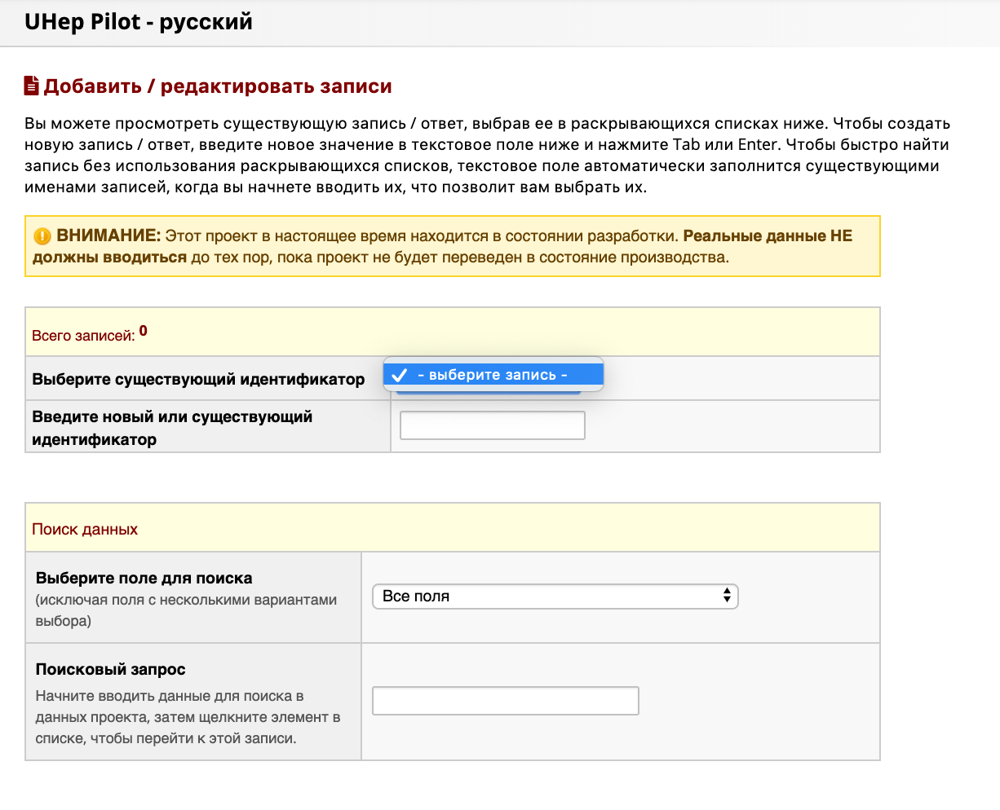 UHep Pilot - русский
Добавить / редактировать записи
Вы можете просмотреть существующую запись / ответ, выбрав ее в раскрывающихся списках ниже. Чтобы создать
новую запись / ответ, введите новое значение в текстовое поле ниже и нажмите Tab или Enter. Чтобы быстро найти
запись без использования раскрывающихся списков, текстовое поле автоматически заполнится существующими
именами записей, когда вы начнете вводить их, что позволит вам выбрать их.
ВНИМАНИЕ: Этот проект в настоящее время находится в состоянии разработки. Реальные данные НЕ
должны вводиться до тех пор, пока проект не будет переведен в состояние производства.
Всего записей: 0
Выберите существующий идентификатор
- выберите запись -
Введите новый или существующий
идентификатор
Поиск данных
Выберите поле для поиска
(исключая поля с несколькими вариантами
выбора)
Все поля
Поисковый запрос
Начните вводить данные для поиска в
данных проекта, затем щелкните элемент в
списке, чтобы перейти к этой записи.